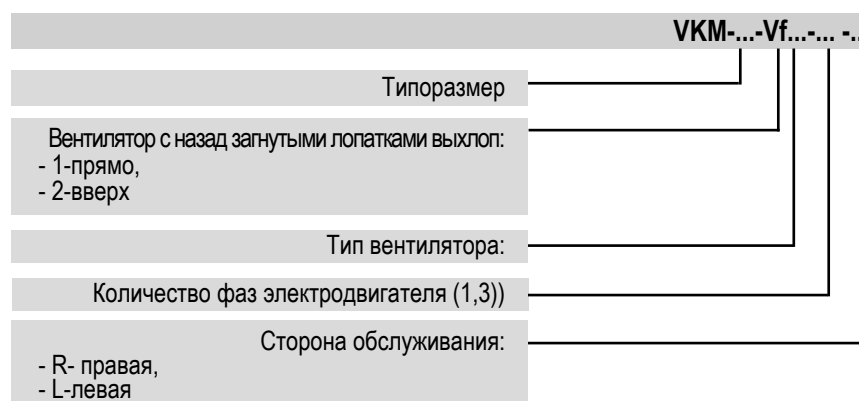 VKM-...-Vf...-... -..
Типоразмер
Вентилятор с назад загнутыми лопатками выхлоп:
- 1-прямо,
- 2-вверх
Тип вентилятора:
Количество фаз электродвигателя (1,3))
Сторона обслуживания:
- R- правая,
- L-левая